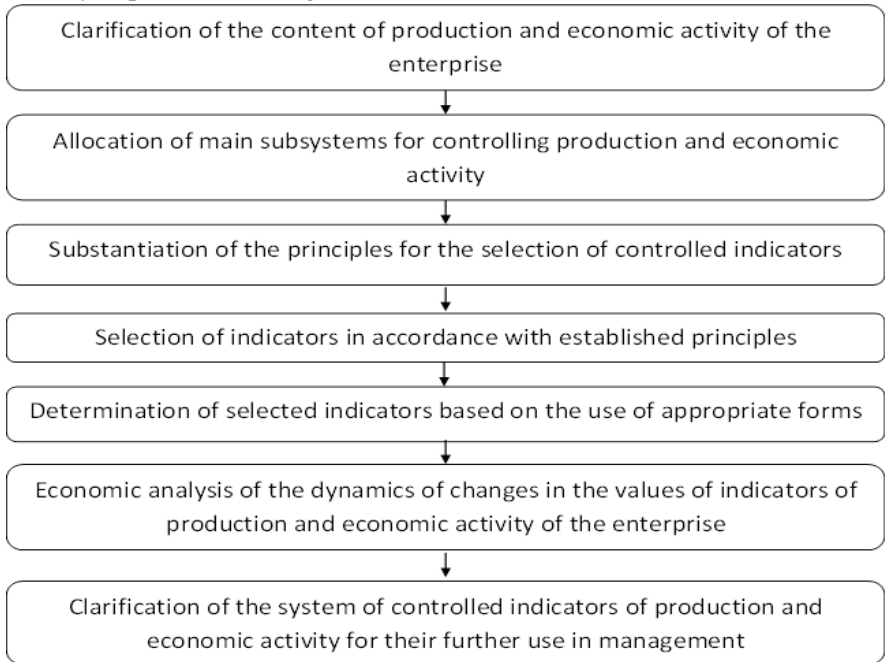 Clarification of the content of production and economic activity of the
enterprise
Allocation of main subsystems for controlling production and economic
activity
Substantiation of the principles for the selection of controlled indicators
Selection of indicators in accordance with established principles
Determination of selected indicators based on the use of appropriate forms
Economic analysis of the dynamics of changes in the values of indicators of
production and economic activity of the enterprise
Clarification of the system of controlled indicators of production and
economic activity for their further use in management